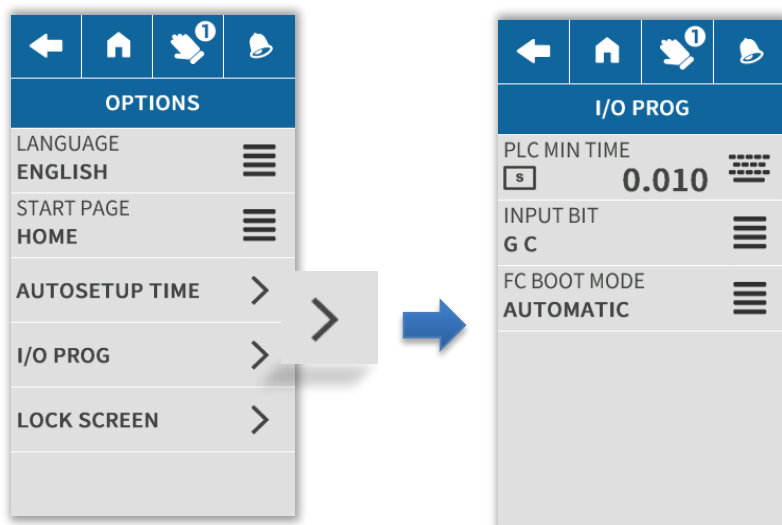 1
OPTIONS
LANGUAGE
ENGLISH
START PAGE
HOME
AUTOSETUP TIME
I/O PROG
LOCK SCREEN
1
I/O PROG
PLC MIN TIME
s 0.010
INPUT BIT
G C
FC BOOT MODE
AUTOMATIC